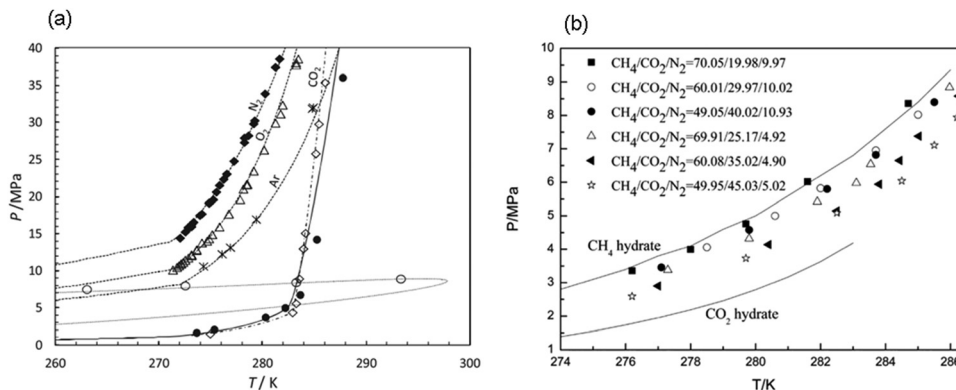 (a)
40
35
30
25
20
15
10
5
0
P/MPa
260
270
280
290
300
T/ K
N₂
O₂
Ar
CO₂
(b)
10
9
8
7
6
5
4
3
2
1
P/MPa
CH₄/CO₂/N₂=70.05/19.98/9.97
CH₄/CO₂/N₂=60.01/29.97/10.02
CH₄/CO₂/N₂=49.05/40.02/10.93
CH₄/CO₂/N₂=69.91/25.17/4.92
CH₄/CO₂/N₂=60.08/35.02/4.90
CH₄/CO₂/N₂=49.95/45.03/5.02
CH₄ hydrate
CO₂ hydrate
274
276
278
280
282
284
286
T/K